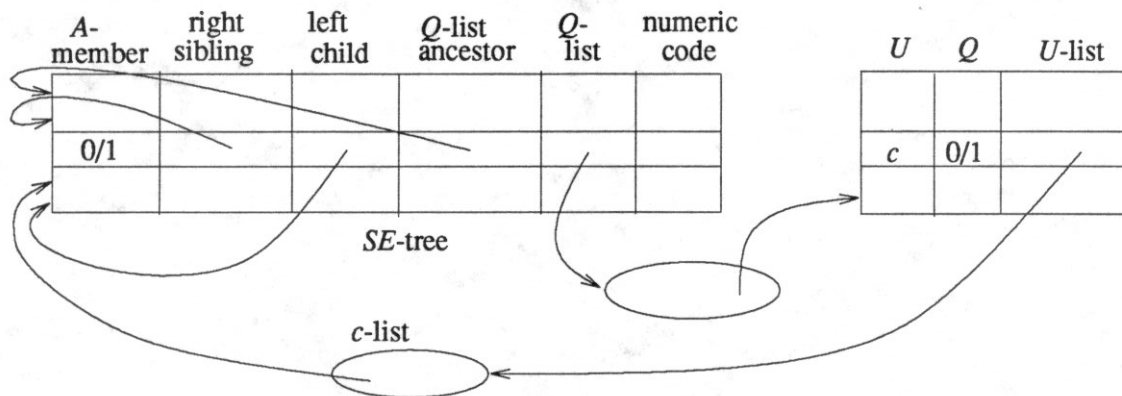 A-member
right sibling
left child
Q-list ancestor
Q-list
numeric code
U
Q
U-list
0/1
c
0/1
SE-tree
c-list